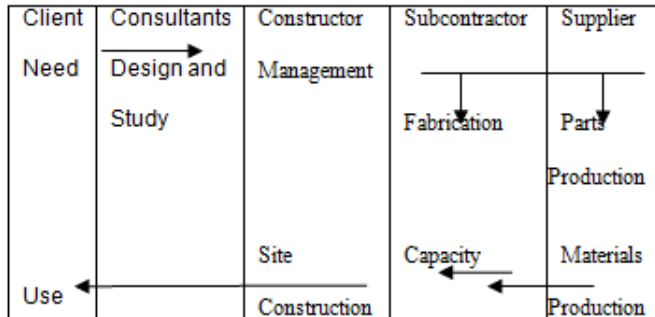 Client Consultants Constructor Subcontractor Supplier
Need Design and Management
Study Fabrication Parts
Production
Site Capacity Materials
Use Construction Production